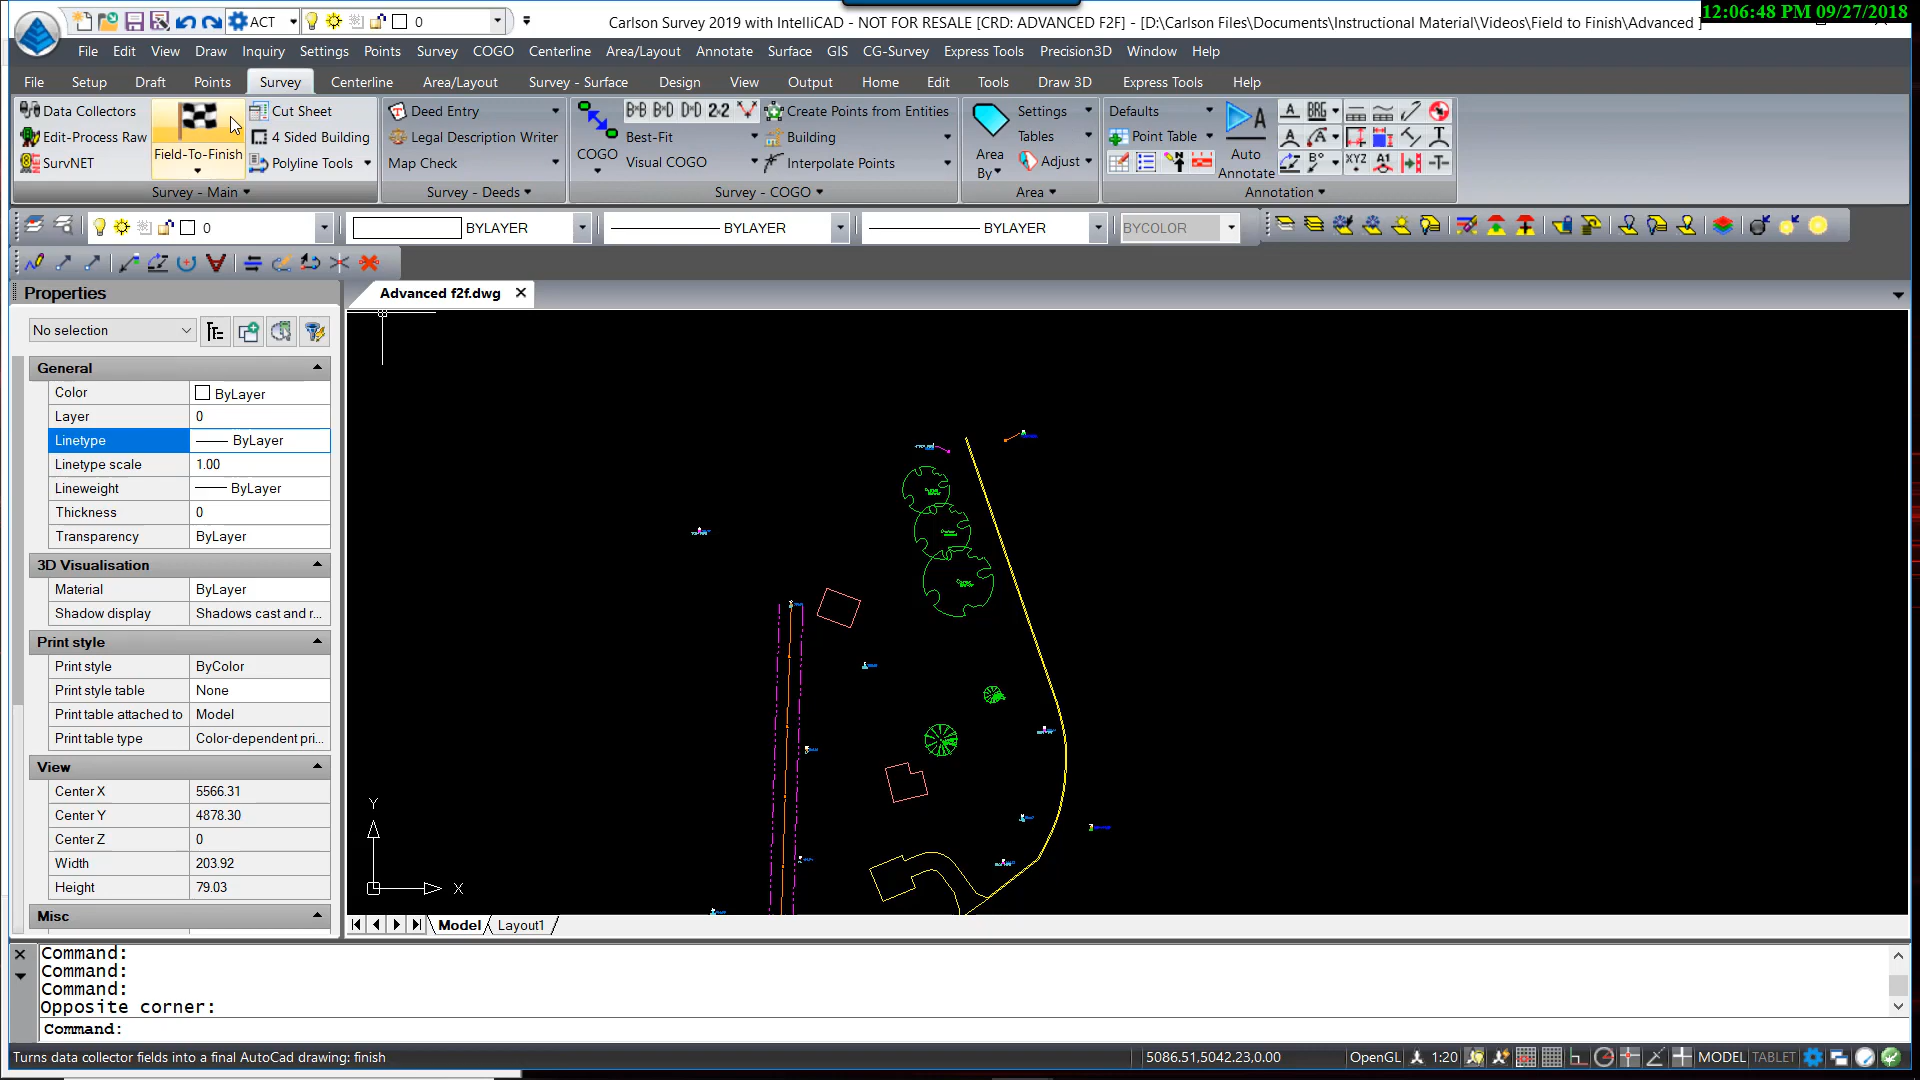 ACT
0
Carlson Survey 2019 with IntelliCAD - NOT FOR RESALE [CRD: ADVANCED F2F] - [D:\Carlson Files\Documents\Instructional Material\Videos\Field to Finish\Advanced ]
12:06:48 PM 09/27/2018
File Edit View Draw Inquiry Settings Points Survey COGO Centerline Area/Layout Annotate Surface GIS CG-Survey Express Tools Precision3D Window Help
File Setup Draft Points Survey Centerline Area/Layout Survey - Surface Design View Output Home Edit Tools Draw 3D Express Tools Help
Data Collectors
Edit-Process Raw
SurvNET
Field-To-Finish
Cut Sheet
4 Sided Building
Polyline Tools
Survey - Main
Deed Entry
Legal Description Writer
Map Check
Survey - Deeds
COGO
B×B B×D D×D 2-2
Best-Fit
Visual COGO
Create Points from Entities
Building
Interpolate Points
Survey - COGO
Area By
Settings
Tables
Adjust
Area
Defaults
Point Table
Auto Annotate
BRG
XYZ
Annotation
0
BYLAYER
BYLAYER
BYLAYER
BYCOLOR
Properties
Advanced f2f.dwg
No selection
General
Color ByLayer
Layer 0
Linetype ByLayer
Linetype scale 1.00
Lineweight ByLayer
Thickness 0
Transparency ByLayer
3D Visualisation
Material ByLayer
Shadow display Shadows cast and r...
Print style
Print style ByColor
Print style table None
Print table attached to Model
Print table type Color-dependent pri...
View
Center X 5566.31
Center Y 4878.30
Center Z 0
Width 203.92
Height 79.03
Misc
Y
X
Model Layout1
Command:
Command:
Command:
Opposite corner:
Command:
Turns data collector fields into a final AutoCad drawing: finish
5086.51,5042.23,0.00
OpenGL
1:20
MODEL TABLET